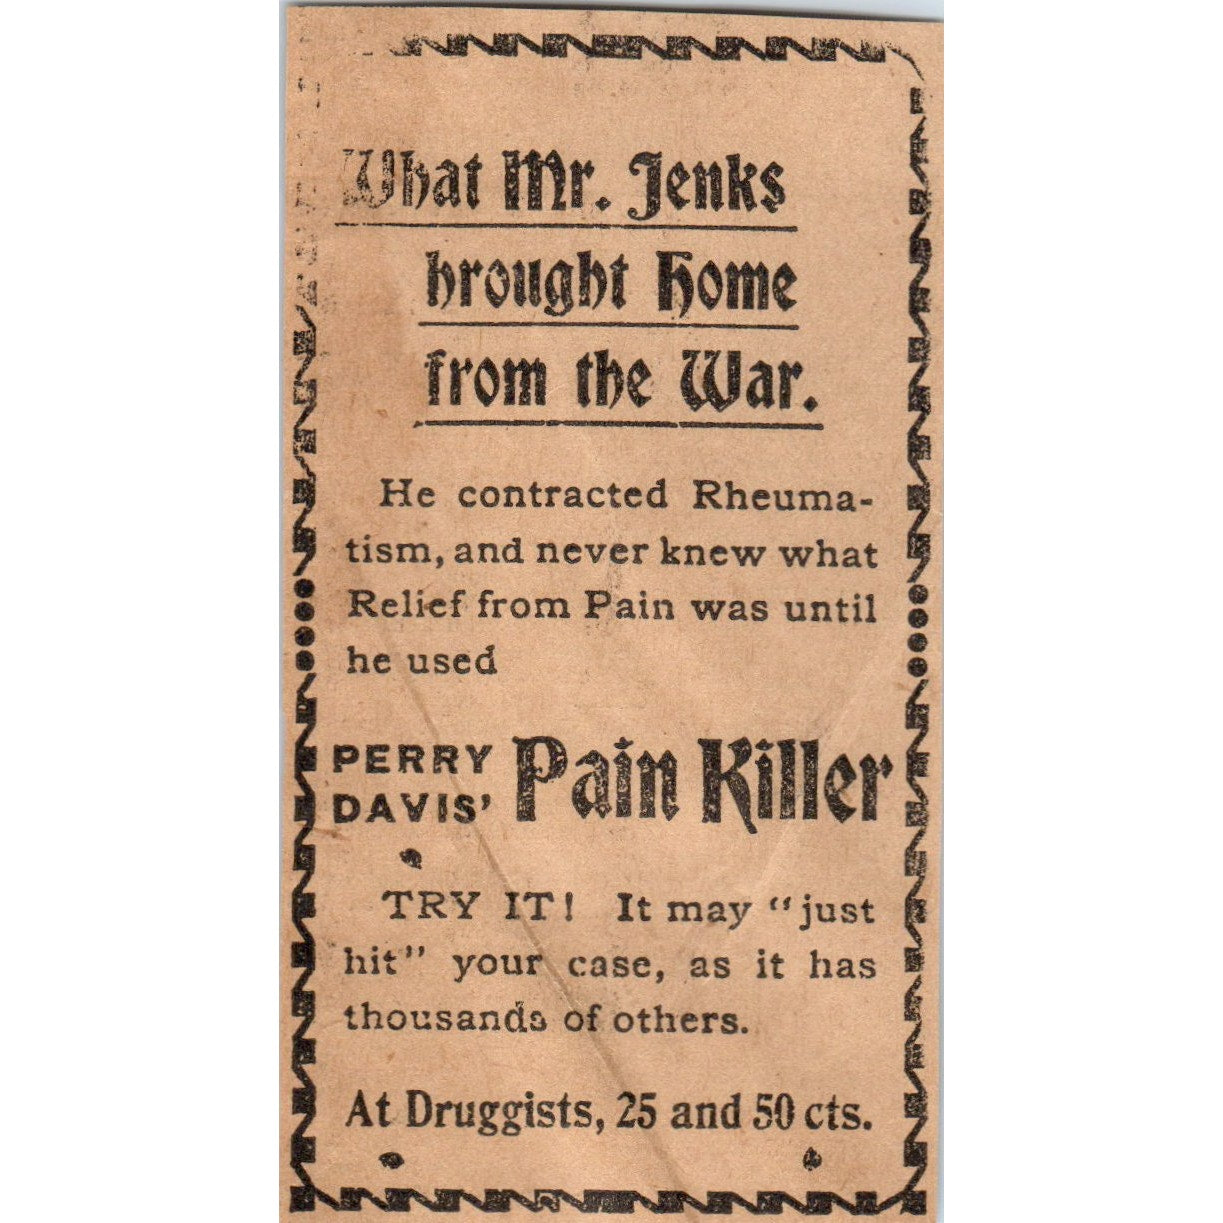 What Mr. Jenks
brought Home
from the War.
He contracted Rheuma-
tism, and never knew what
Relief from Pain was until
he used
PERRY
DAVIS' Pain Killer
TRY IT! It may "just
hit" your case, as it has
thousands of others.
At Druggists, 25 and 50 cts.